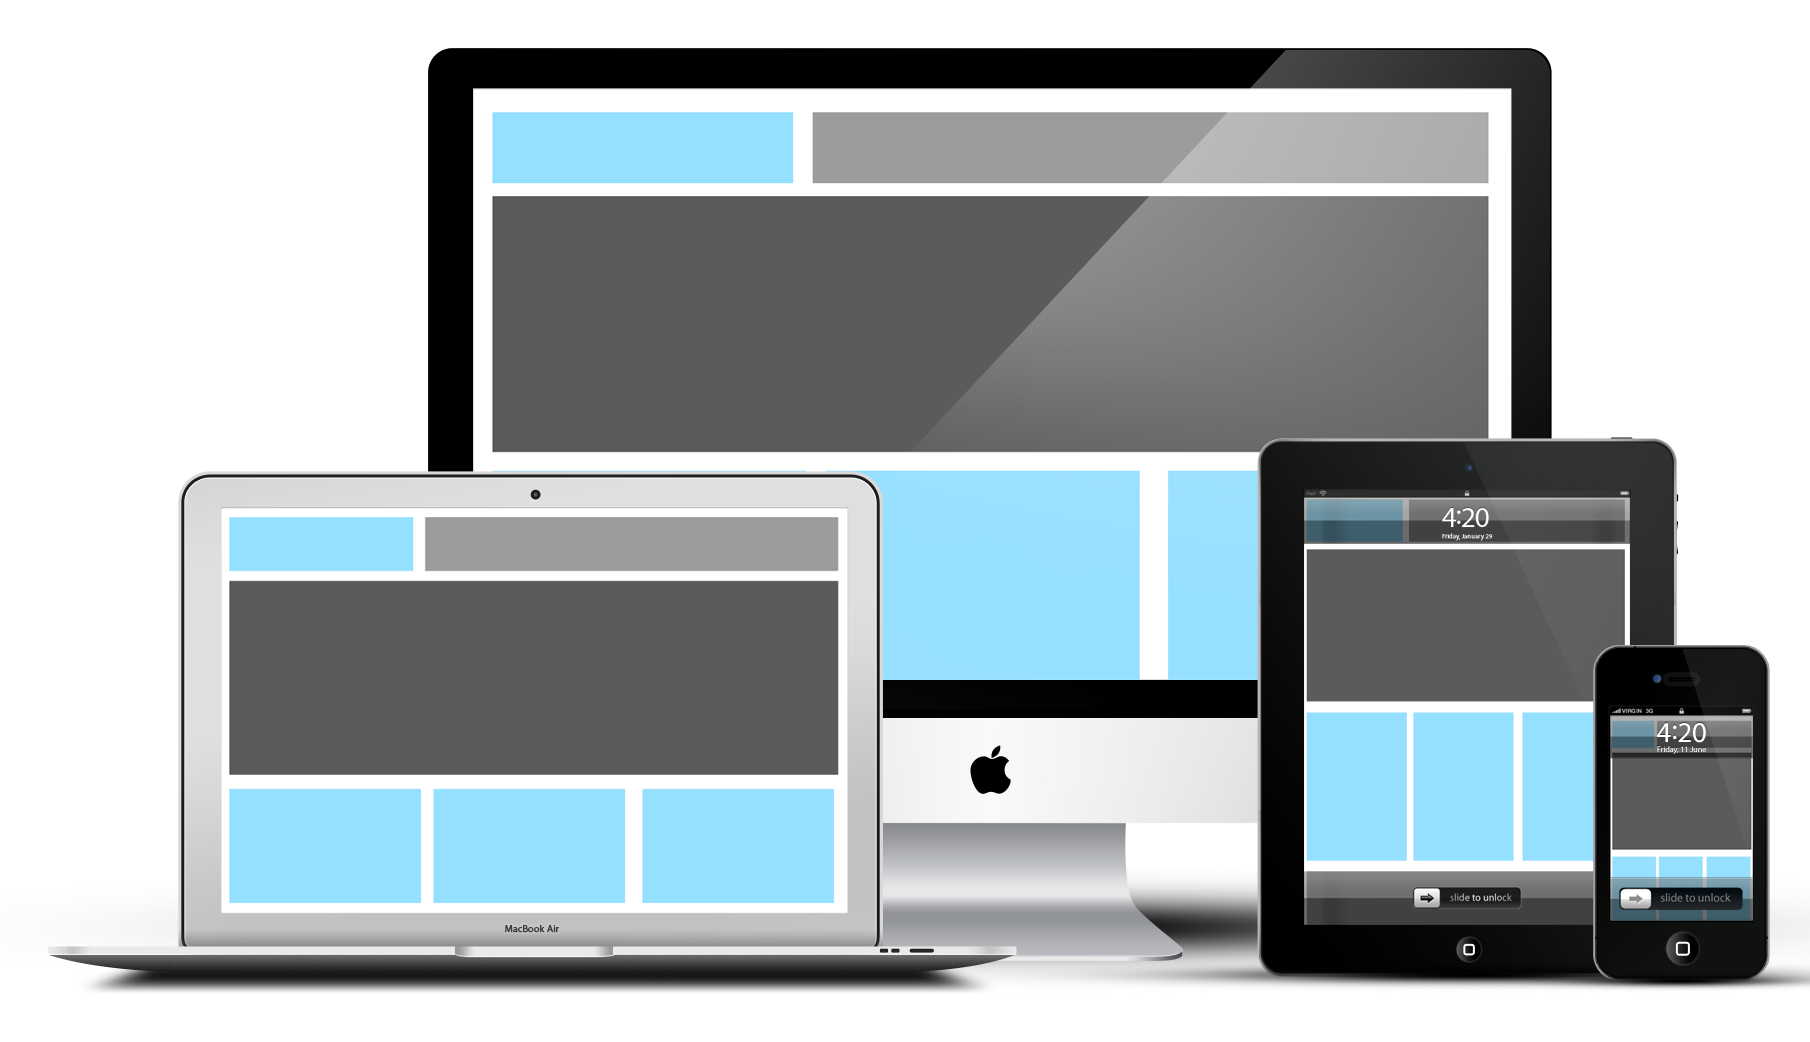 MacBook Air
iPad
4:20
Friday, January 29
slide to unlock
VIRGIN 3G
4:20
Friday, 11 June
slide to unlock